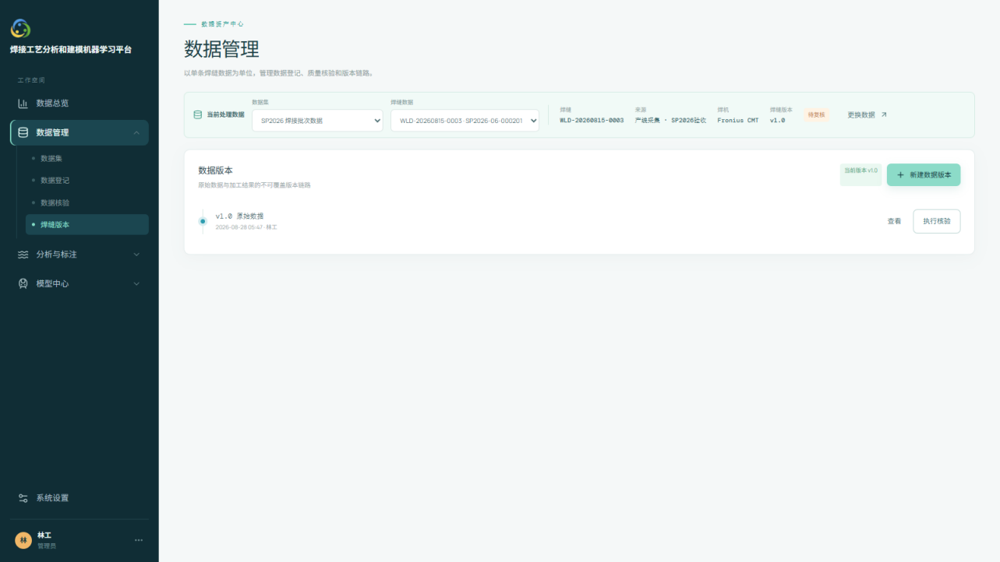 焊接工艺分析和建模机器学习平台
工作空间
数据总览
数据管理
数据集
数据登记
数据核验
焊缝版本
分析与标注
模型中心
系统设置
林
林工
管理员
数据资产中心
数据管理
以单条焊缝数据为单位，管理数据登记、质量核验和版本链路。
当前处理数据
数据集
SP2026 焊接批次数据
焊缝数据
WLD-20260815-0003 · SP2026-06-000201
焊缝
WLD-20260815-0003
来源
产线采集 · SP2026验收
焊机
Fronius CMT
焊缝版本
v1.0
待复核
更换数据
数据版本
原始数据与加工结果的不可覆盖版本链路
当前版本 v1.0
新建数据版本
v1.0 原始数据
2026-08-28 05:47 · 林工
查看
执行核验